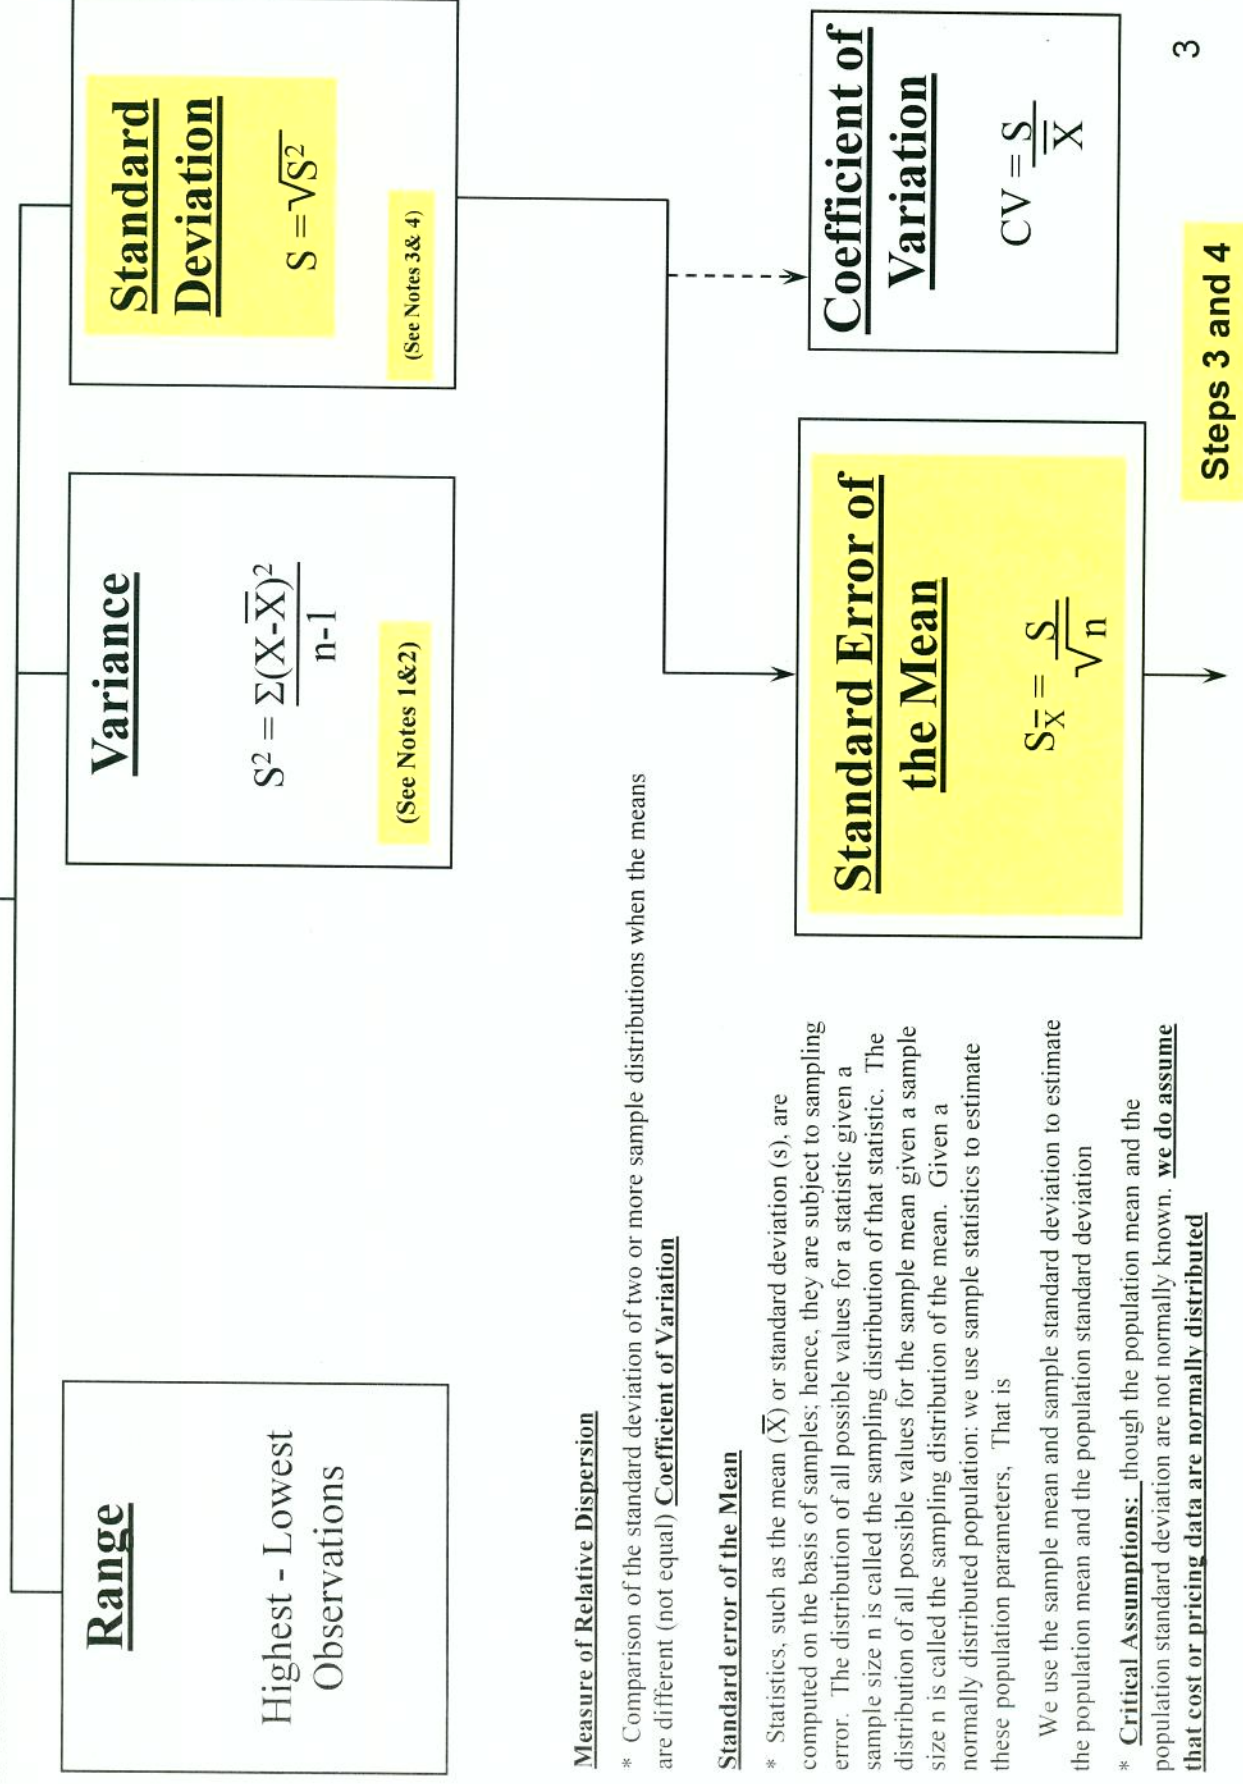 Range
Highest - Lowest
Observations
Variance
S² = Σ(X-X̅)²
n-1
(See Notes 1&2)
Standard
Deviation
S = √S²
(See Notes 3& 4)
Measure of Relative Dispersion
* Comparison of the standard deviation of two or more sample distributions when the means
are different (not equal) Coefficient of Variation
Standard error of the Mean
* Statistics, such as the mean (X̅) or standard deviation (s), are
computed on the basis of samples; hence, they are subject to sampling
error. The distribution of all possible values for a statistic given a
sample size n is called the sampling distribution of that statistic. The
distribution of all possible values for the sample mean given a sample
size n is called the sampling distribution of the mean. Given a
normally distributed population: we use sample statistics to estimate
these population parameters, That is
We use the sample mean and sample standard deviation to estimate
the population mean and the population standard deviation
* Critical Assumptions: though the population mean and the
population standard deviation are not normally known. we do assume
that cost or pricing data are normally distributed
Standard Error of
the Mean
SX̅ = S
√n
Coefficient of
Variation
CV = S
X̅
Steps 3 and 4
3